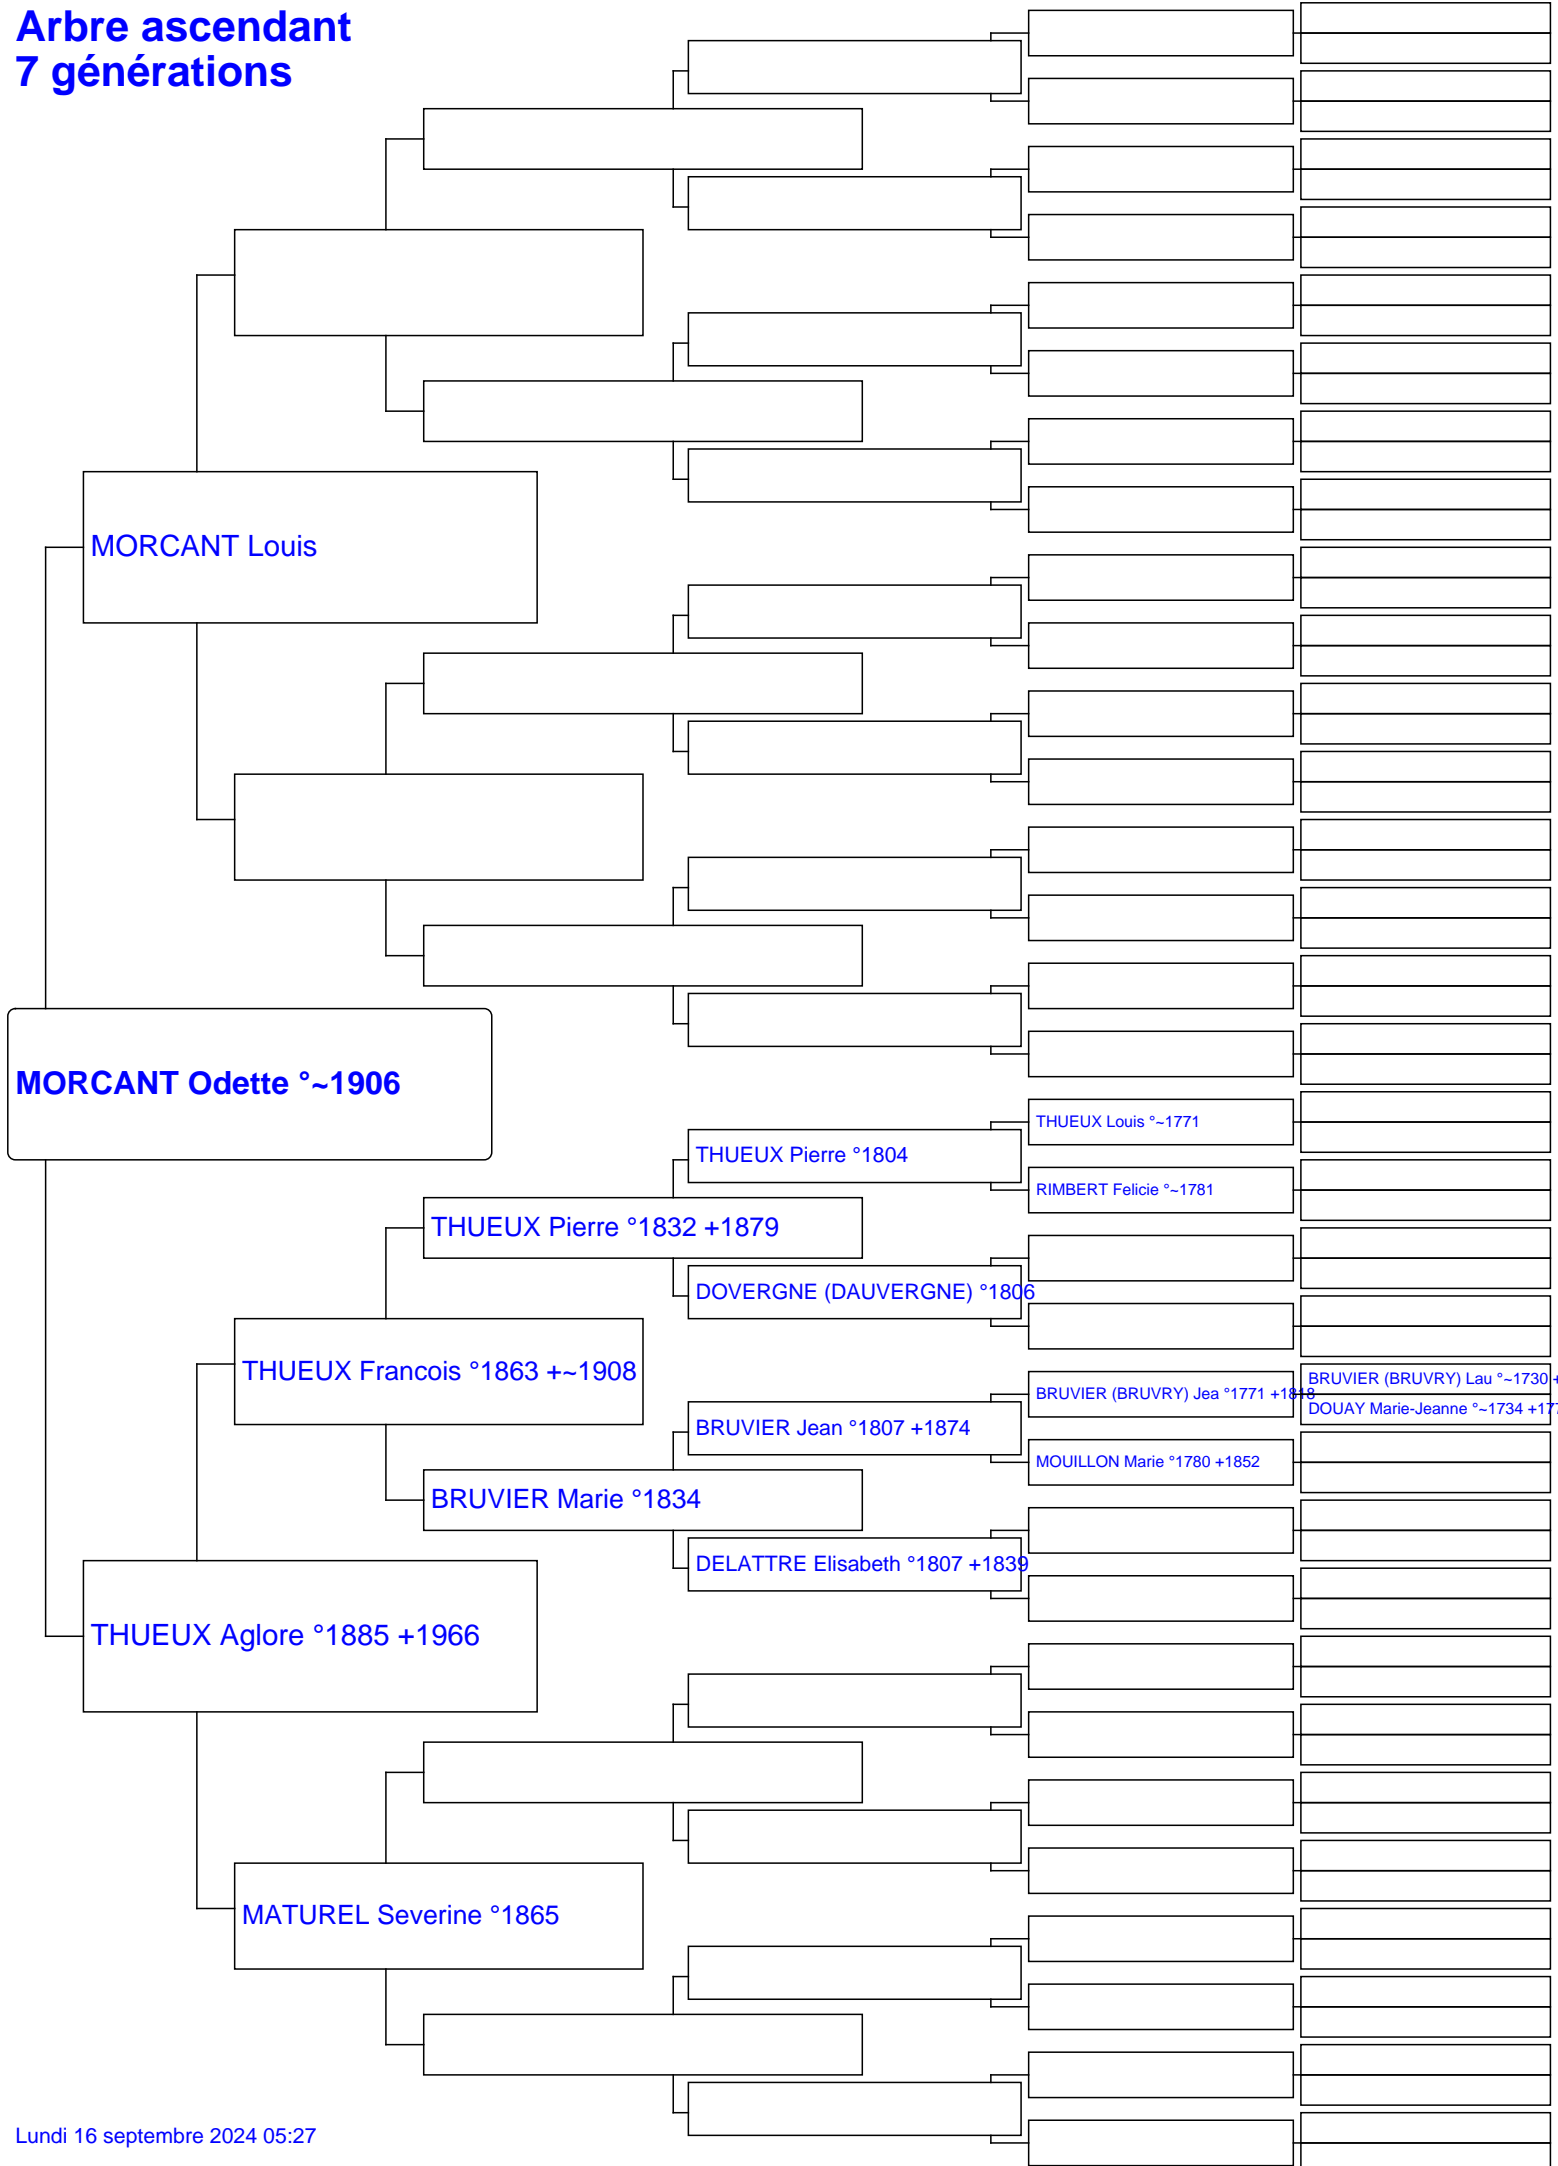 Arbre ascendant
7 générations
MORCANT Louis
MORCANT Odette °~1906
THUEUX Louis °~1771
THUEUX Pierre °1804
RIMBERT Felicie °~1781
THUEUX Pierre °1832 +1879
DOVERGNE (DAUVERGNE) °1806
THUEUX Francois °1863 +~1908
BRUVIER (BRUVRY) Lau °~1730 +
BRUVIER (BRUVRY) Jea °1771 +1818
DOUAY Marie-Jeanne °~1734 +177
BRUVIER Jean °1807 +1874
MOUILLON Marie °1780 +1852
BRUVIER Marie °1834
DELATTRE Elisabeth °1807 +1839
THUEUX Aglore °1885 +1966
MATUREL Severine °1865
Lundi 16 septembre 2024 05:27